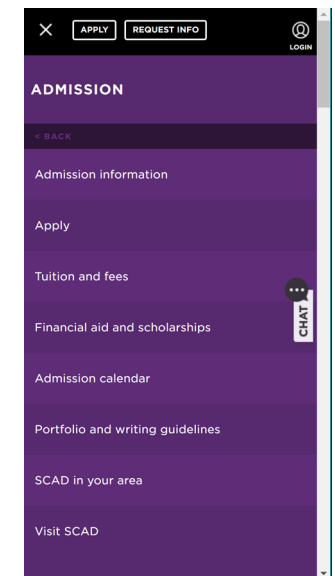 APPLY REQUEST INFO
LOGIN
ADMISSION
< BACK
Admission information
Apply
Tuition and fees
CHAT
Financial aid and scholarships
Admission calendar
Portfolio and writing guidelines
SCAD in your area
Visit SCAD